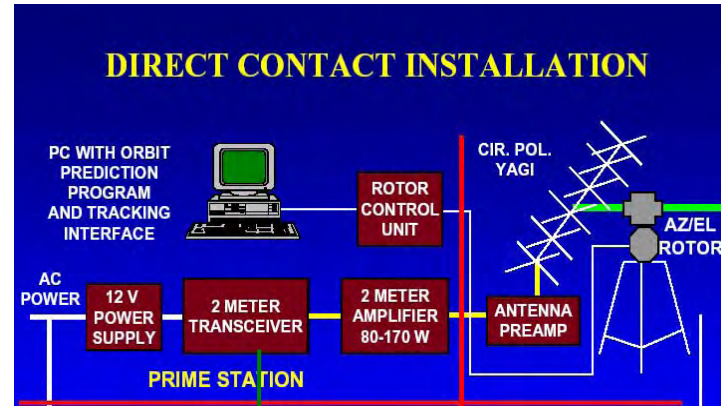 DIRECT CONTACT INSTALLATION
PC WITH ORBIT
PREDICTION
PROGRAM
AND TRACKING
INTERFACE
ROTOR
CONTROL
UNIT
CIR. POL.
YAGI
AZ/EL
ROTOR
AC
POWER
12 V
POWER
SUPPLY
2 METER
TRANSCEIVER
2 METER
AMPLIFIER
80-170 W
ANTENNA
PREAMP
PRIME STATION